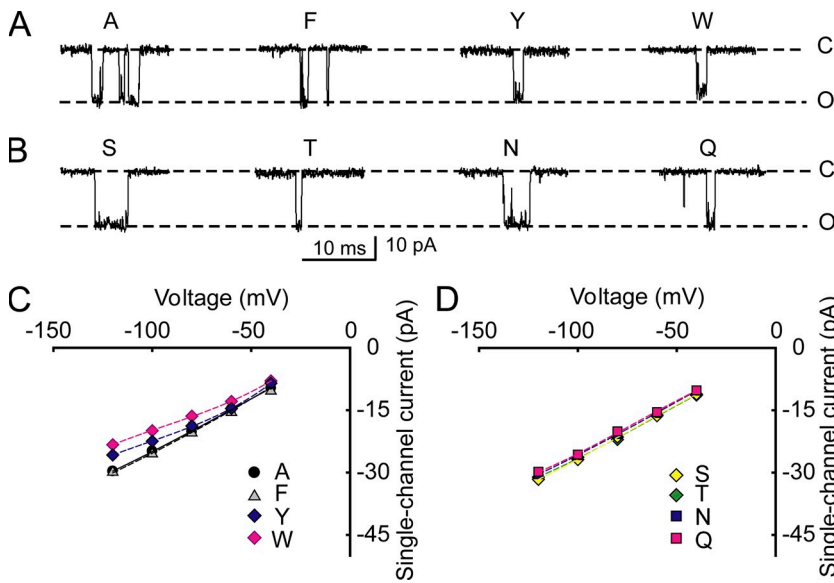 A
A F Y W
C
O
B
S T N Q
C
O
10 ms 10 pA
C
Voltage (mV)
-150 -100 -50 0
0
-15
-30
-45
Single-channel current (pA)
A
F
Y
W
D
Voltage (mV)
-150 -100 -50 0
0
-15
-30
-45
Single-channel current (pA)
S
T
N
Q